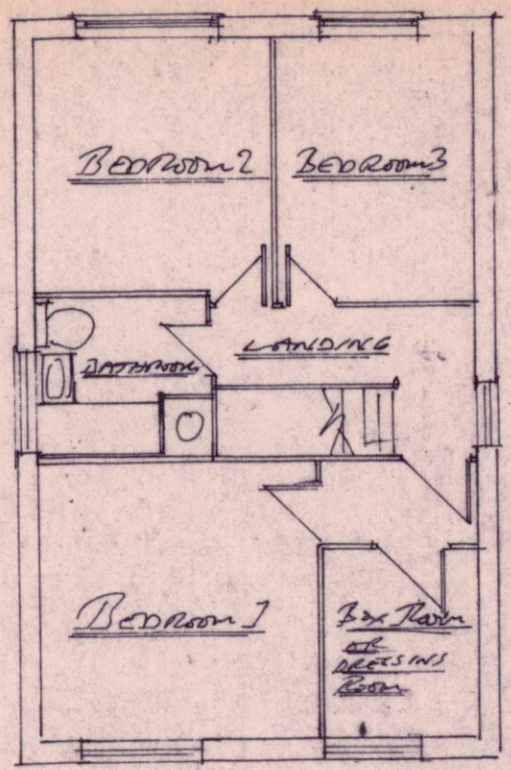 BEDROOM 2
BEDROOM 3
LANDING
BATHROOM
BEDROOM 1
BOX ROOM
OR
DRESSING
ROOM